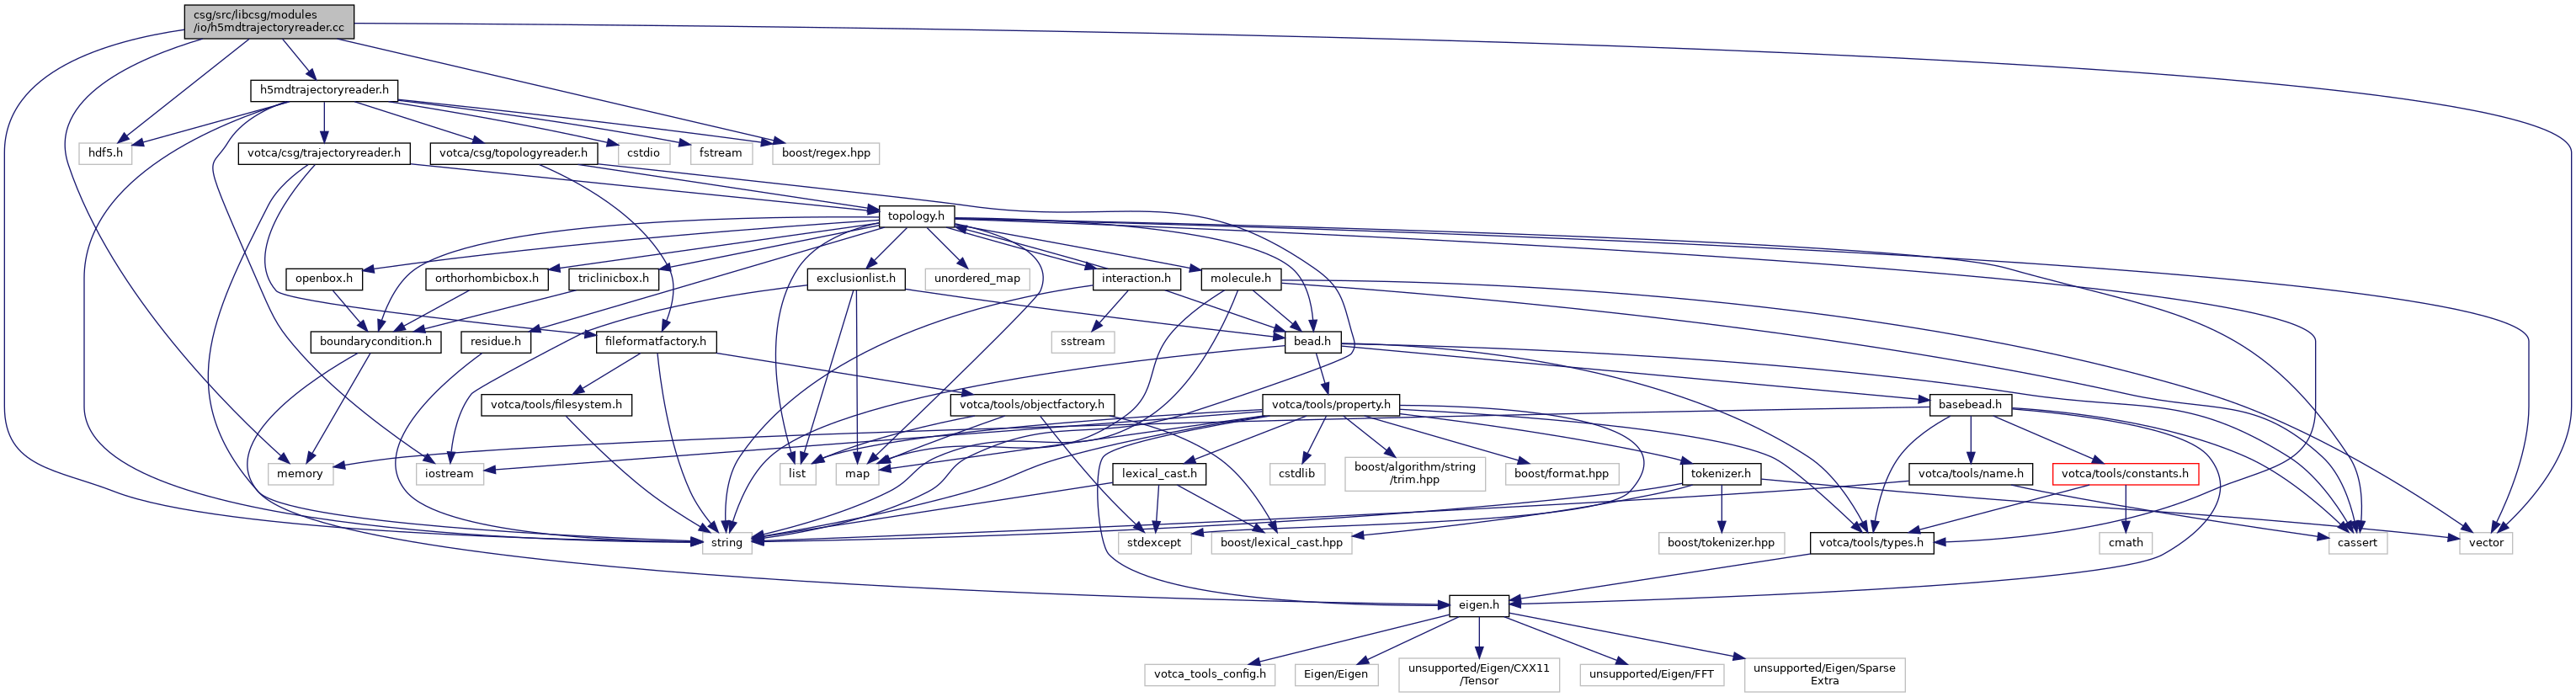 csg/src/libcsg/modules
/io/h5mdtrajectoryreader.cc
h5mdtrajectoryreader.h
hdf5.h
votca/csg/trajectoryreader.h
votca/csg/topologyreader.h
cstdio
fstream
boost/regex.hpp
topology.h
openbox.h
orthorhombicbox.h
triclinicbox.h
exclusionlist.h
unordered_map
interaction.h
molecule.h
boundarycondition.h
residue.h
fileformatfactory.h
sstream
bead.h
votca/tools/filesystem.h
votca/tools/objectfactory.h
votca/tools/property.h
basebead.h
memory
iostream
list
map
lexical_cast.h
cstdlib
boost/algorithm/string
/trim.hpp
boost/format.hpp
tokenizer.h
votca/tools/name.h
votca/tools/constants.h
string
stdexcept
boost/lexical_cast.hpp
boost/tokenizer.hpp
votca/tools/types.h
cmath
cassert
vector
eigen.h
votca_tools_config.h
Eigen/Eigen
unsupported/Eigen/CXX11
/Tensor
unsupported/Eigen/FFT
unsupported/Eigen/Sparse
Extra